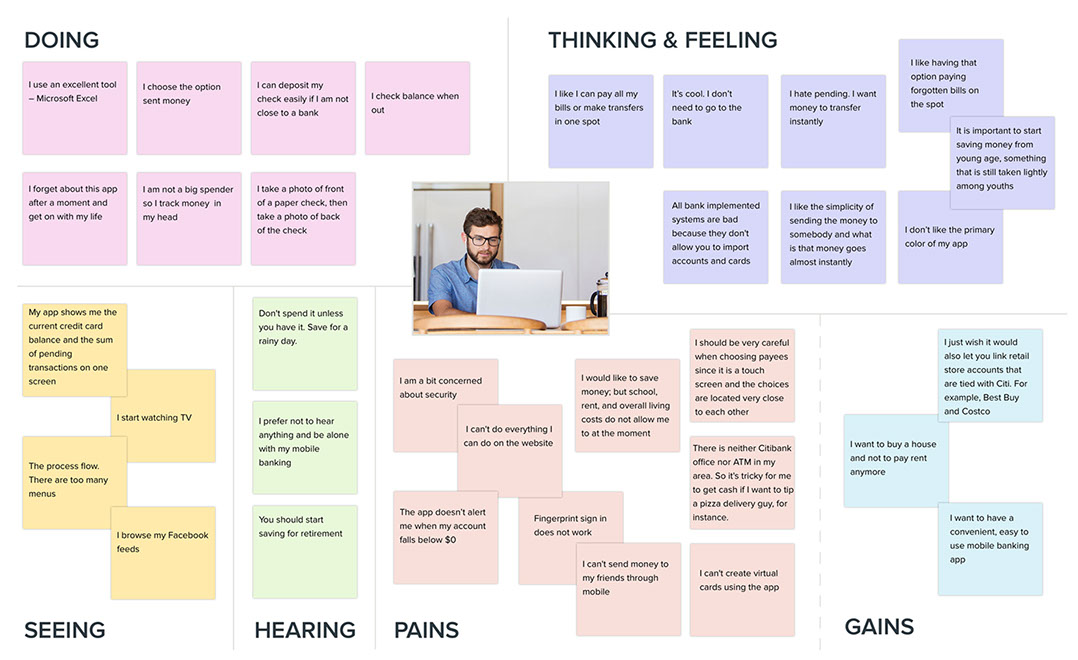 DOING
I use an excellent tool
– Microsoft Excel
I choose the option
sent money
I can deposit my
check easily if I am not
close to a bank
I check balance when
out
I forget about this app
after a moment and
get on with my life
I am not a big spender
so I track money in
my head
I take a photo of front
of a paper check, then
take a photo of back
of the check
THINKING & FEELING
I like I can pay all my
bills or make transfers
in one spot
It's cool. I don't
need to go to the
bank
I hate pending. I want
money to transfer
instantly
I like having that
option paying
forgotten bills on
the spot
It is important to start
saving money from
young age, something
that is still taken lightly
among youths
All bank implemented
systems are bad
because they don't
allow you to import
accounts and cards
I like the simplicity of
sending the money to
somebody and what
is that money goes
almost instantly
I don't like the primary
color of my app
My app shows me the
current credit card
balance and the sum
of pending
transactions on one
screen
I start watching TV
The process flow.
There are too many
menus
I browse my Facebook
feeds
SEEING
Don't spend it unless
you have it. Save for a
rainy day.
I prefer not to hear
anything and be alone
with my mobile
banking
You should start
saving for retirement
HEARING
I am a bit concerned
about security
I can't do everything I
can do on the website
I would like to save
money; but school,
rent, and overall living
costs do not allow me
to at the moment
I should be very careful
when choosing payees
since it is a touch
screen and the choices
are located very close
to each other
The app doesn't alert
me when my account
falls below $0
Fingerprint sign in
does not work
I can't send money to
my friends through
mobile
There is neither Citibank
office nor ATM in my
area. So it's tricky for me
to get cash if I want to tip
a pizza delivery guy, for
instance.
I can't create virtual
cards using the app
PAINS
I just wish it would
also let you link retail
store accounts that
are tied with Citi. For
example, Best Buy
and Costco
I want to buy a house
and not to pay rent
anymore
I want to have a
convenient, easy to
use mobile banking
app
GAINS